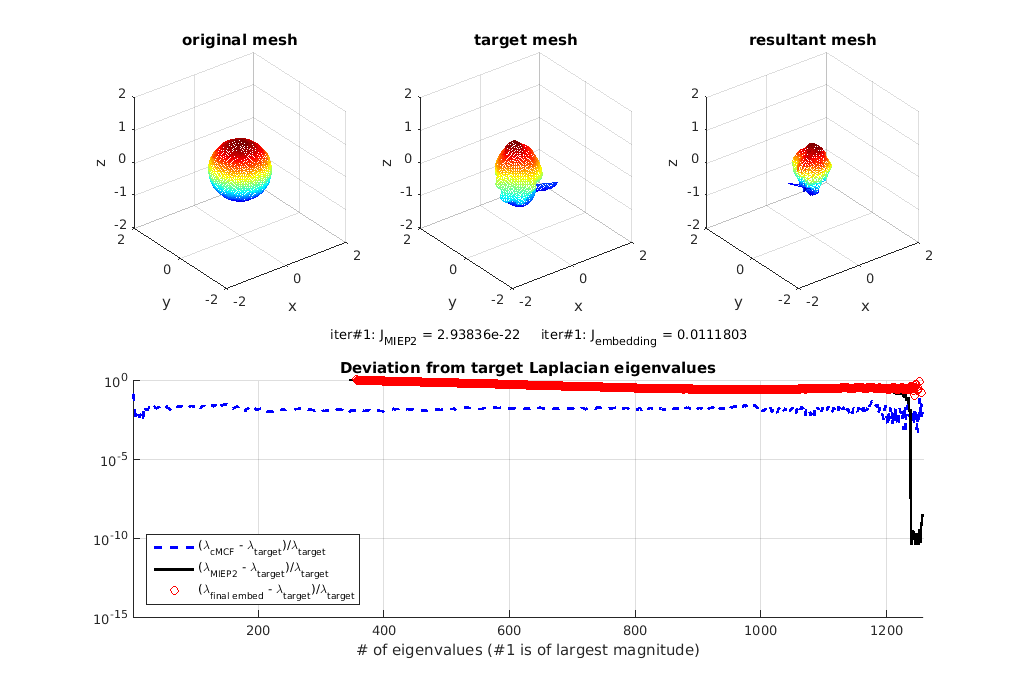 original mesh
target mesh
resultant mesh
2
1
0
-1
-2
z
2
0
-2
y
-2
0
2
x
2
1
0
-1
-2
z
2
0
-2
y
-2
0
2
x
2
1
0
-1
-2
z
2
0
-2
y
-2
0
2
x
iter#1: J_MIEP2 = 2.93836e-22 iter#1: J_embedding = 0.0111803
Deviation from target Laplacian eigenvalues
10^0
10^-5
10^-10
10^-15
(λ_cMCF - λ_target)/λ_target
(λ_MIEP2 - λ_target)/λ_target
(λ_final embed - λ_target)/λ_target
200 400 600 800 1000 1200
# of eigenvalues (#1 is of largest magnitude)